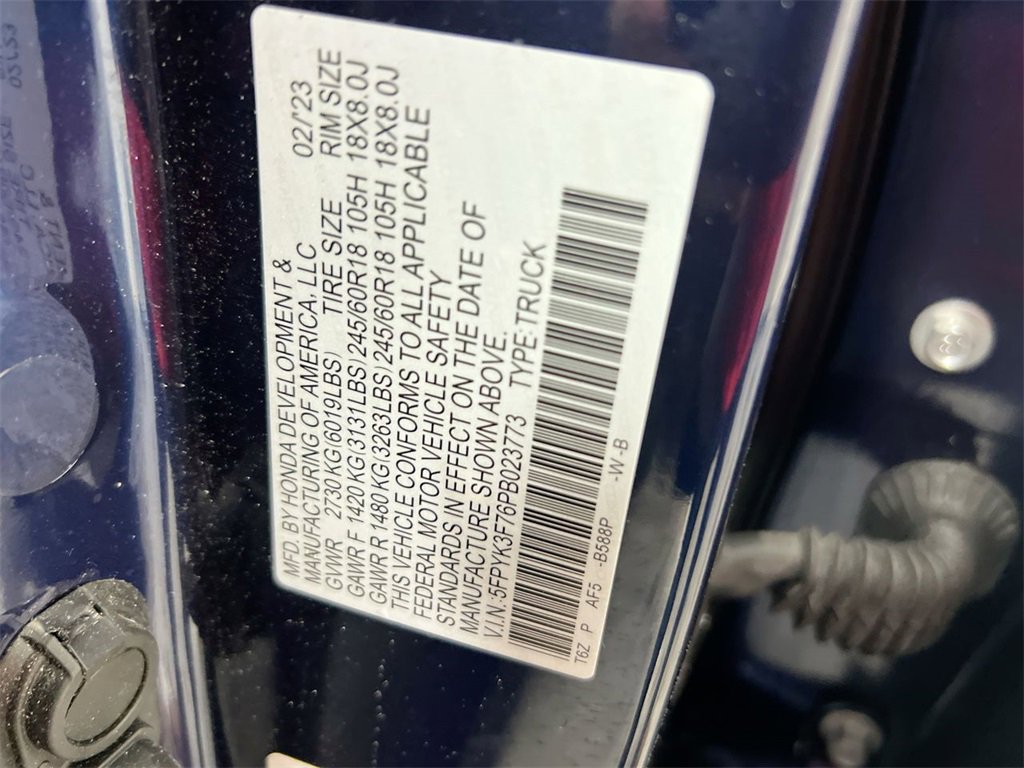 MFD. BY HONDA DEVELOPMENT &
MANUFACTURING OF AMERICA, LLC 02/'23
GVWR 2730 KG(6019LBS) TIRE SIZE RIM SIZE
GAWR F 1420 KG(3131LBS)245/60R18 105H 18X8.0J
GAWR R 1480 KG(3263LBS)245/60R18 105H 18X8.0J
THIS VEHICLE CONFORMS TO ALL APPLICABLE
FEDERAL MOTOR VEHICLE SAFETY
STANDARDS IN EFFECT ON THE DATE OF
MANUFACTURE SHOWN ABOVE.
V.I.N.:5FPYK3F76PB023773 TYPE:TRUCK
T6Z P AF5 -B588P -W-B